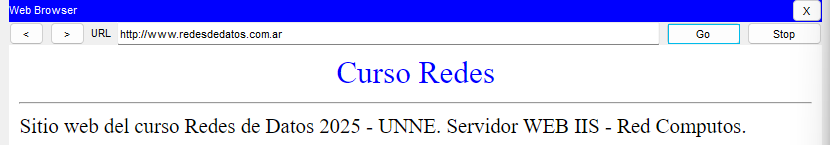 Web Browser X
< > URL http://www.redesdedatos.com.ar Go Stop
Curso Redes
Sitio web del curso Redes de Datos 2025 - UNNE. Servidor WEB IIS - Red Computos.